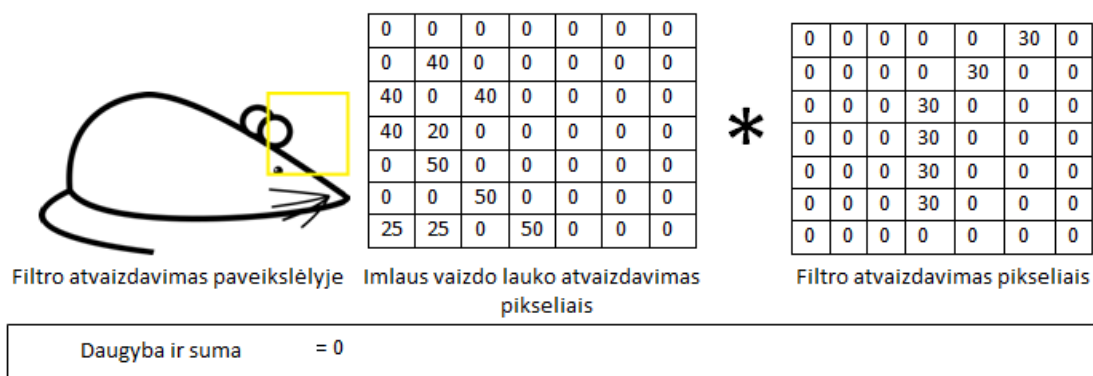 0 0 0 0 0 0 0
0 40 0 0 0 0 0
40 0 40 0 0 0 0
40 20 0 0 0 0 0
0 50 0 0 0 0 0
0 0 50 0 0 0 0
25 25 0 50 0 0 0
*
0 0 0 0 0 30 0
0 0 0 0 30 0 0
0 0 0 30 0 0 0
0 0 0 30 0 0 0
0 0 0 30 0 0 0
0 0 0 30 0 0 0
0 0 0 0 0 0 0
Filtro atvaizdavimas paveikslėlyje
Imlaus vaizdo lauko atvaizdavimas
pikseliais
Filtro atvaizdavimas pikseliais
Daugyba ir suma = 0